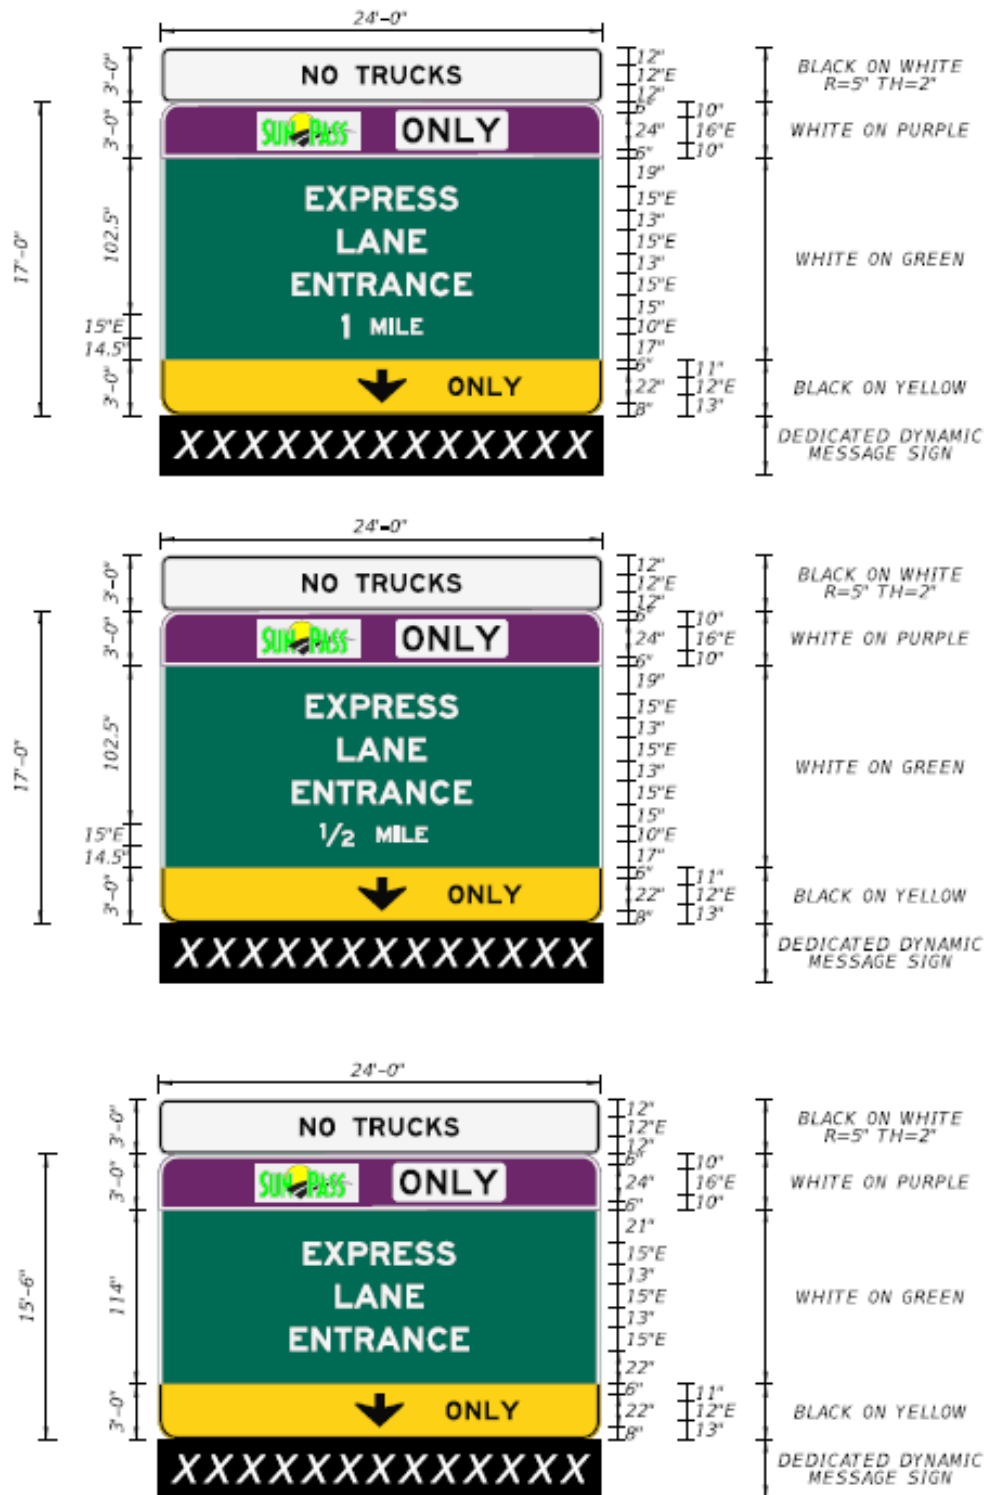 24'-0"
3'-0"
NO TRUCKS
12"
12"E
12"
BLACK ON WHITE
R=5" TH=2"
17'-0"
3'-0"
SUNPASS ONLY
6"
24"
6"
10"
16"E
10"
WHITE ON PURPLE
102.5"
15"E
14.5"
EXPRESS
LANE
ENTRANCE
1 MILE
19"
15"E
13"
15"E
13"
15"E
15"
10"E
17"
WHITE ON GREEN
3'-0"
ONLY
6"
22"
8"
11"
12"E
13"
BLACK ON YELLOW
XXXXXXXXXXXXXX
DEDICATED DYNAMIC
MESSAGE SIGN
24'-0"
3'-0"
NO TRUCKS
12"
12"E
12"
BLACK ON WHITE
R=5" TH=2"
17'-0"
3'-0"
SUNPASS ONLY
6"
24"
6"
10"
16"E
10"
WHITE ON PURPLE
102.5"
15"E
14.5"
EXPRESS
LANE
ENTRANCE
1/2 MILE
19"
15"E
13"
15"E
13"
15"E
15"
10"E
17"
WHITE ON GREEN
3'-0"
ONLY
6"
22"
8"
11"
12"E
13"
BLACK ON YELLOW
XXXXXXXXXXXXXX
DEDICATED DYNAMIC
MESSAGE SIGN
24'-0"
3'-0"
NO TRUCKS
12"
12"E
12"
BLACK ON WHITE
R=5" TH=2"
15'-6"
3'-0"
SUNPASS ONLY
6"
24"
6"
10"
16"E
10"
WHITE ON PURPLE
114"
EXPRESS
LANE
ENTRANCE
21"
15"E
13"
15"E
13"
15"E
22"
WHITE ON GREEN
3'-0"
ONLY
6"
22"
8"
11"
12"E
13"
BLACK ON YELLOW
XXXXXXXXXXXXXX
DEDICATED DYNAMIC
MESSAGE SIGN